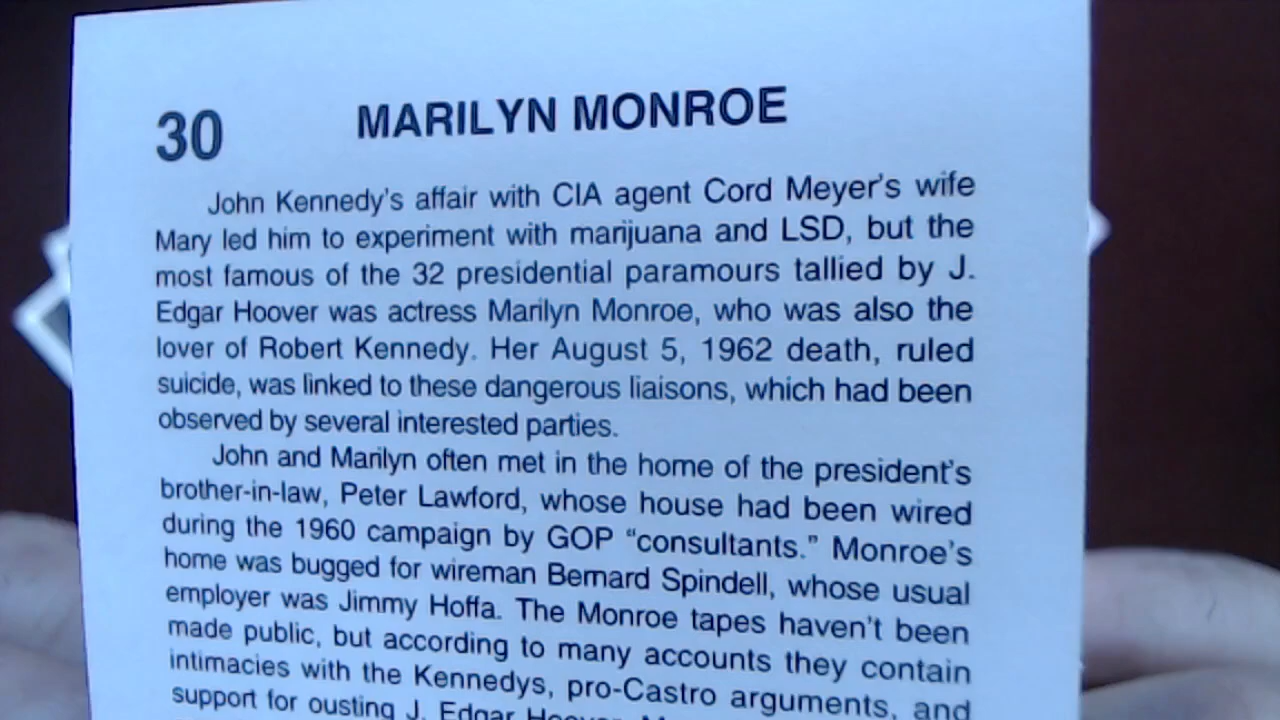 30
MARILYN MONROE
John Kennedy's affair with CIA agent Cord Meyer's wife
Mary led him to experiment with marijuana and LSD, but the
most famous of the 32 presidential paramours tallied by J.
Edgar Hoover was actress Marilyn Monroe, who was also the
lover of Robert Kennedy. Her August 5, 1962 death, ruled
suicide, was linked to these dangerous liaisons, which had been
observed by several interested parties.
John and Marilyn often met in the home of the president's
brother-in-law, Peter Lawford, whose house had been wired
during the 1960 campaign by GOP “consultants.” Monroe's
home was bugged for wireman Bernard Spindell, whose usual
employer was Jimmy Hoffa. The Monroe tapes haven't been
made public, but according to many accounts they contain
intimacies with the Kennedys, pro-Castro arguments, and
support for ousting J. Edgar Hoover.